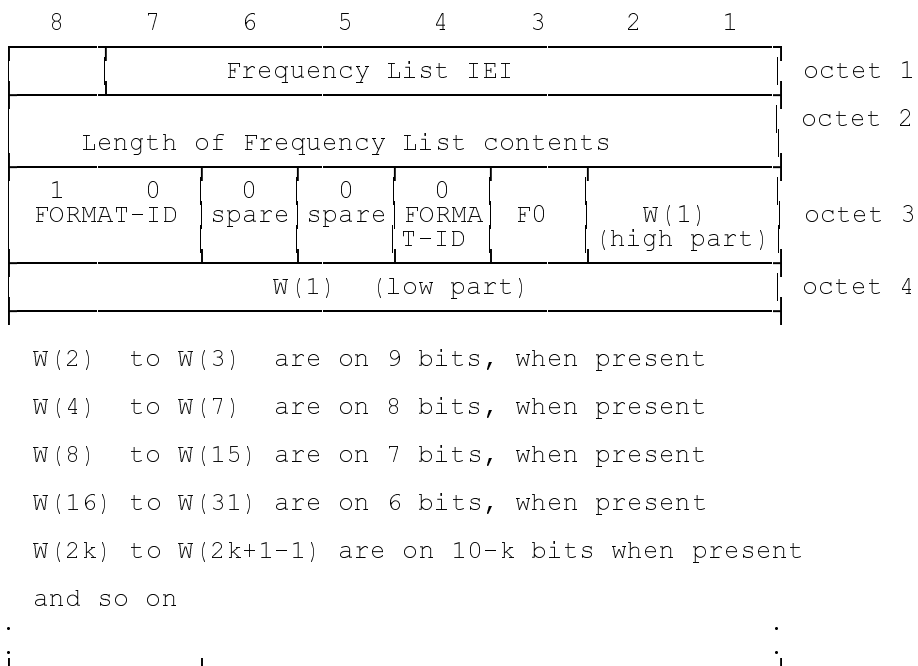 8 7 6 5 4 3 2 1
Frequency List IEI octet 1
octet 2
Length of Frequency List contents
1 0 0 0 0
FORMAT-ID spare spare FORMA F0 W(1) octet 3
T-ID (high part)
W(1) (low part) octet 4
W(2) to W(3) are on 9 bits, when present
W(4) to W(7) are on 8 bits, when present
W(8) to W(15) are on 7 bits, when present
W(16) to W(31) are on 6 bits, when present
W(2k) to W(2k+1-1) are on 10-k bits when present
and so on
. .
. .